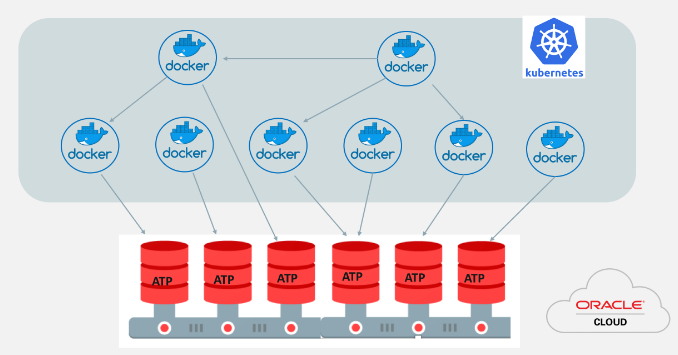 docker
docker
kubernetes
docker
docker
docker
docker
docker
docker
ATP
ATP
ATP
ATP
ATP
ATP
ORACLE
CLOUD